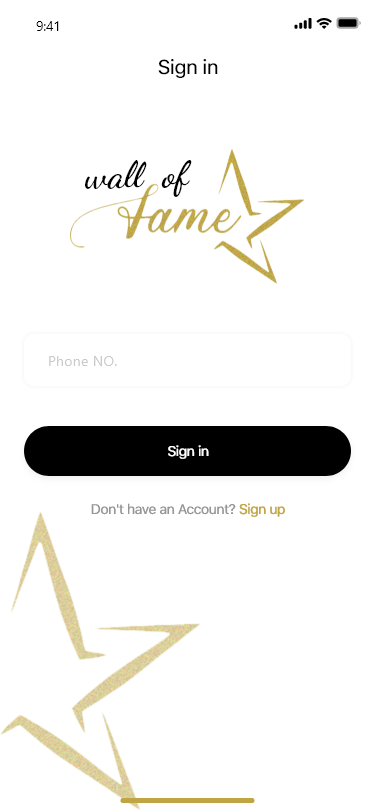 9:41
Sign in
wall of
fame
Phone NO.
Sign in
Don't have an Account? Sign up